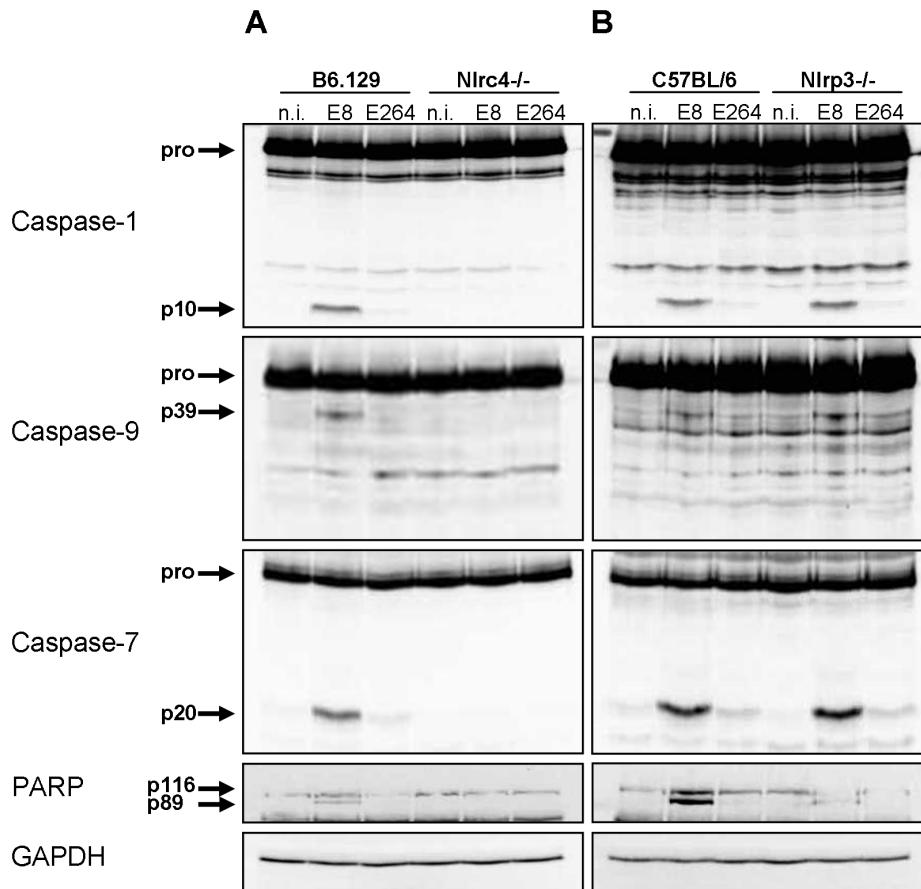 A B
B6.129 Nlrc4-/- C57BL/6 Nlrp3-/-
n.i. E8 E264 n.i. E8 E264 n.i. E8 E264 n.i. E8 E264
pro
Caspase-1
p10
pro
p39
Caspase-9
pro
Caspase-7
p20
PARP p116
p89
GAPDH